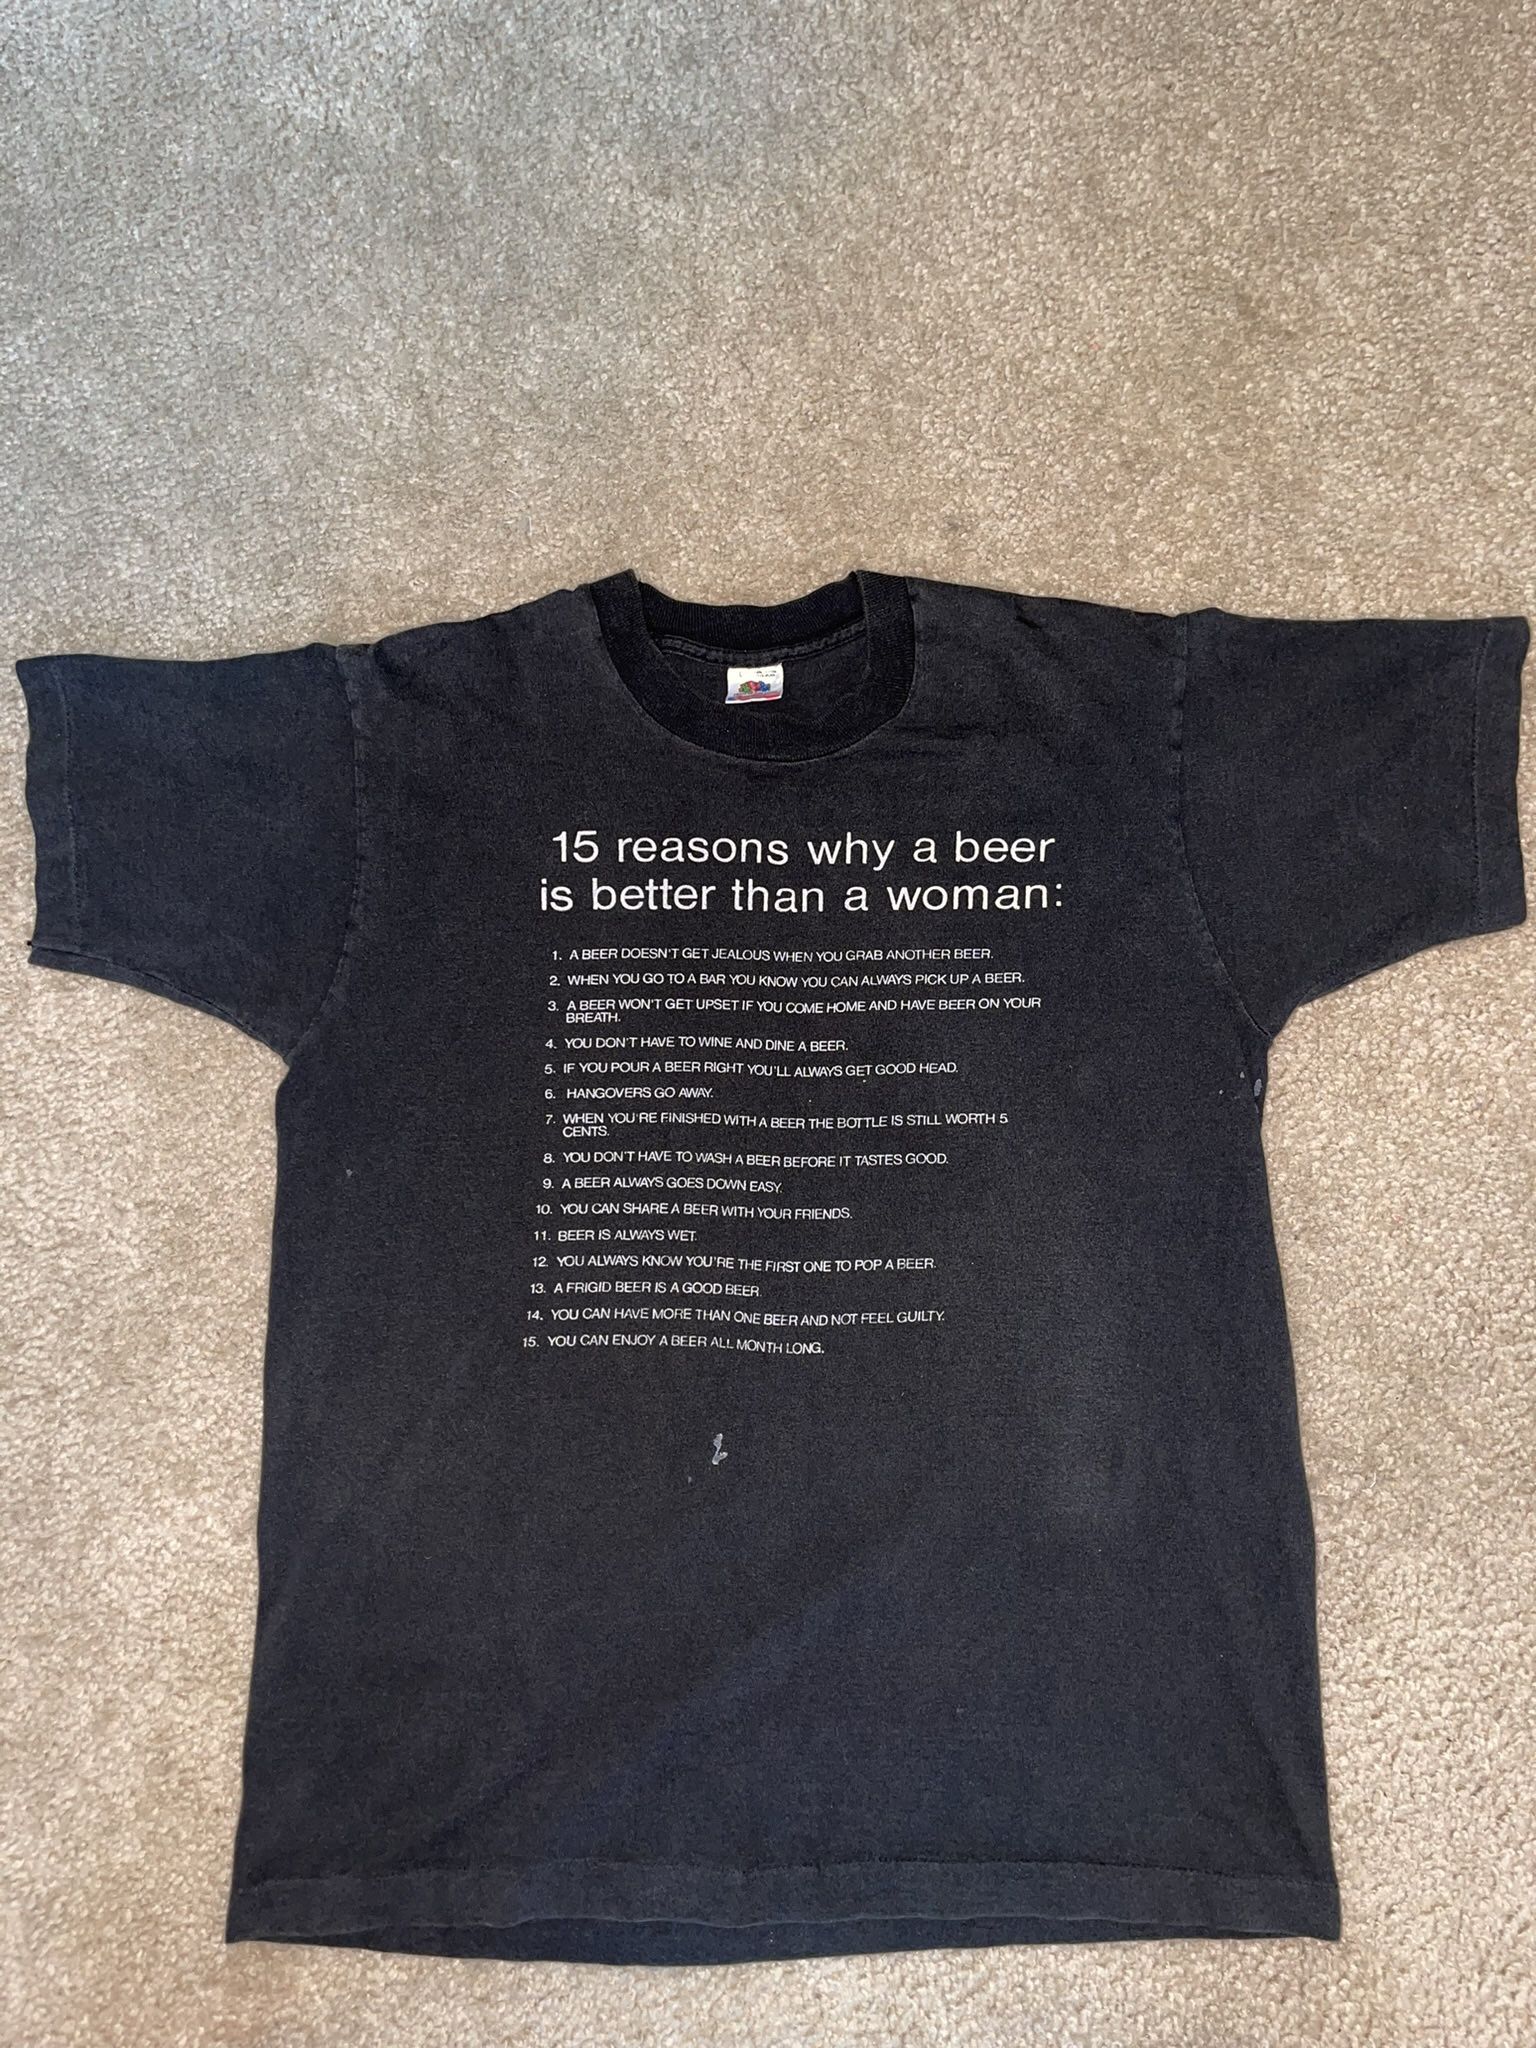 15 reasons why a beer
is better than a woman:
1. A BEER DOESN'T GET JEALOUS WHEN YOU GRAB ANOTHER BEER.
2. WHEN YOU GO TO A BAR YOU KNOW YOU CAN ALWAYS PICK UP A BEER.
3. A BEER WON'T GET UPSET IF YOU COME HOME AND HAVE BEER ON YOUR
BREATH.
4. YOU DON'T HAVE TO WINE AND DINE A BEER.
5. IF YOU POUR A BEER RIGHT YOU'LL ALWAYS GET GOOD HEAD.
6. HANGOVERS GO AWAY.
7. WHEN YOU'RE FINISHED WITH A BEER THE BOTTLE IS STILL WORTH 5
CENTS.
8. YOU DON'T HAVE TO WASH A BEER BEFORE IT TASTES GOOD.
9. A BEER ALWAYS GOES DOWN EASY.
10. YOU CAN SHARE A BEER WITH YOUR FRIENDS.
11. BEER IS ALWAYS WET.
12. YOU ALWAYS KNOW YOU'RE THE FIRST ONE TO POP A BEER.
13. A FRIGID BEER IS A GOOD BEER.
14. YOU CAN HAVE MORE THAN ONE BEER AND NOT FEEL GUILTY.
15. YOU CAN ENJOY A BEER ALL MONTH LONG.